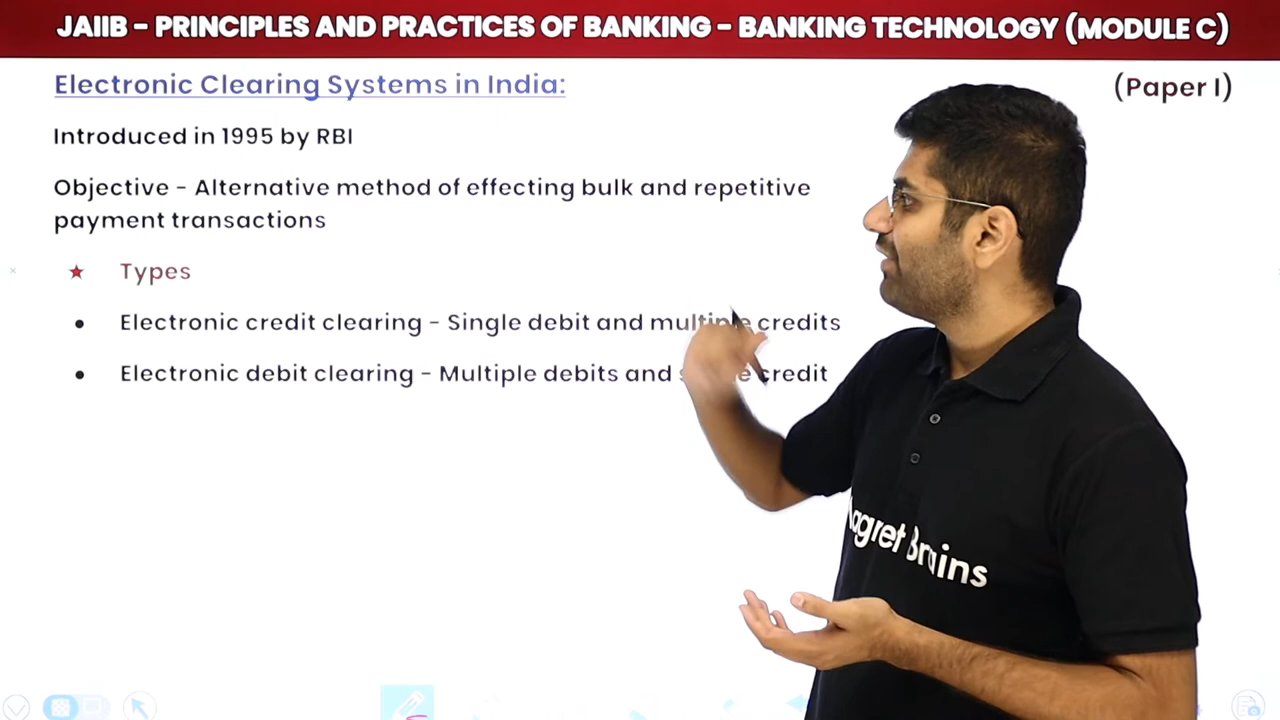 JAIIB – PRINCIPLES AND PRACTICES OF BANKING – BANKING TECHNOLOGY (MODULE C)
Electronic Clearing Systems in India:
(Paper I)
Introduced in 1995 by RBI
Objective – Alternative method of effecting bulk and repetitive
payment transactions
★ Types
● Electronic credit clearing – Single debit and multiple credits
● Electronic debit clearing – Multiple debits and credit
Brains